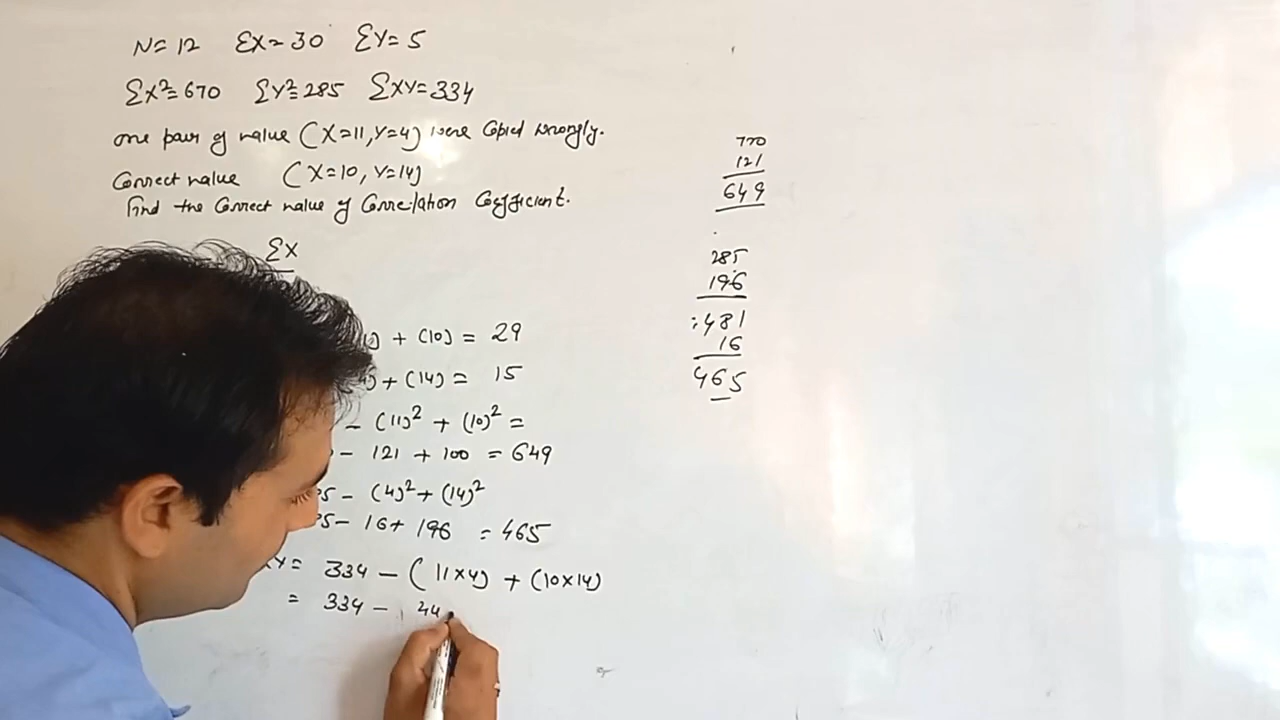 N=12 ΣX=30 ΣY=5
ΣX²=670 ΣY²=285 ΣXY=334
one pair of value (X=11, Y=4) were Copied wrongly.
Correct value (X=10, Y=14)
Find the Correct value of Correlation Coefficient.
ΣX
) + (10) = 29
) + (14) = 15
- (11)² + (10)² =
- 121 + 100 = 649
- (4)² + (14)²
- 16 + 196 = 465
Y = 334 - (11×4) + (10×14)
= 334 - 44
770
121
649
285
196
481
16
465